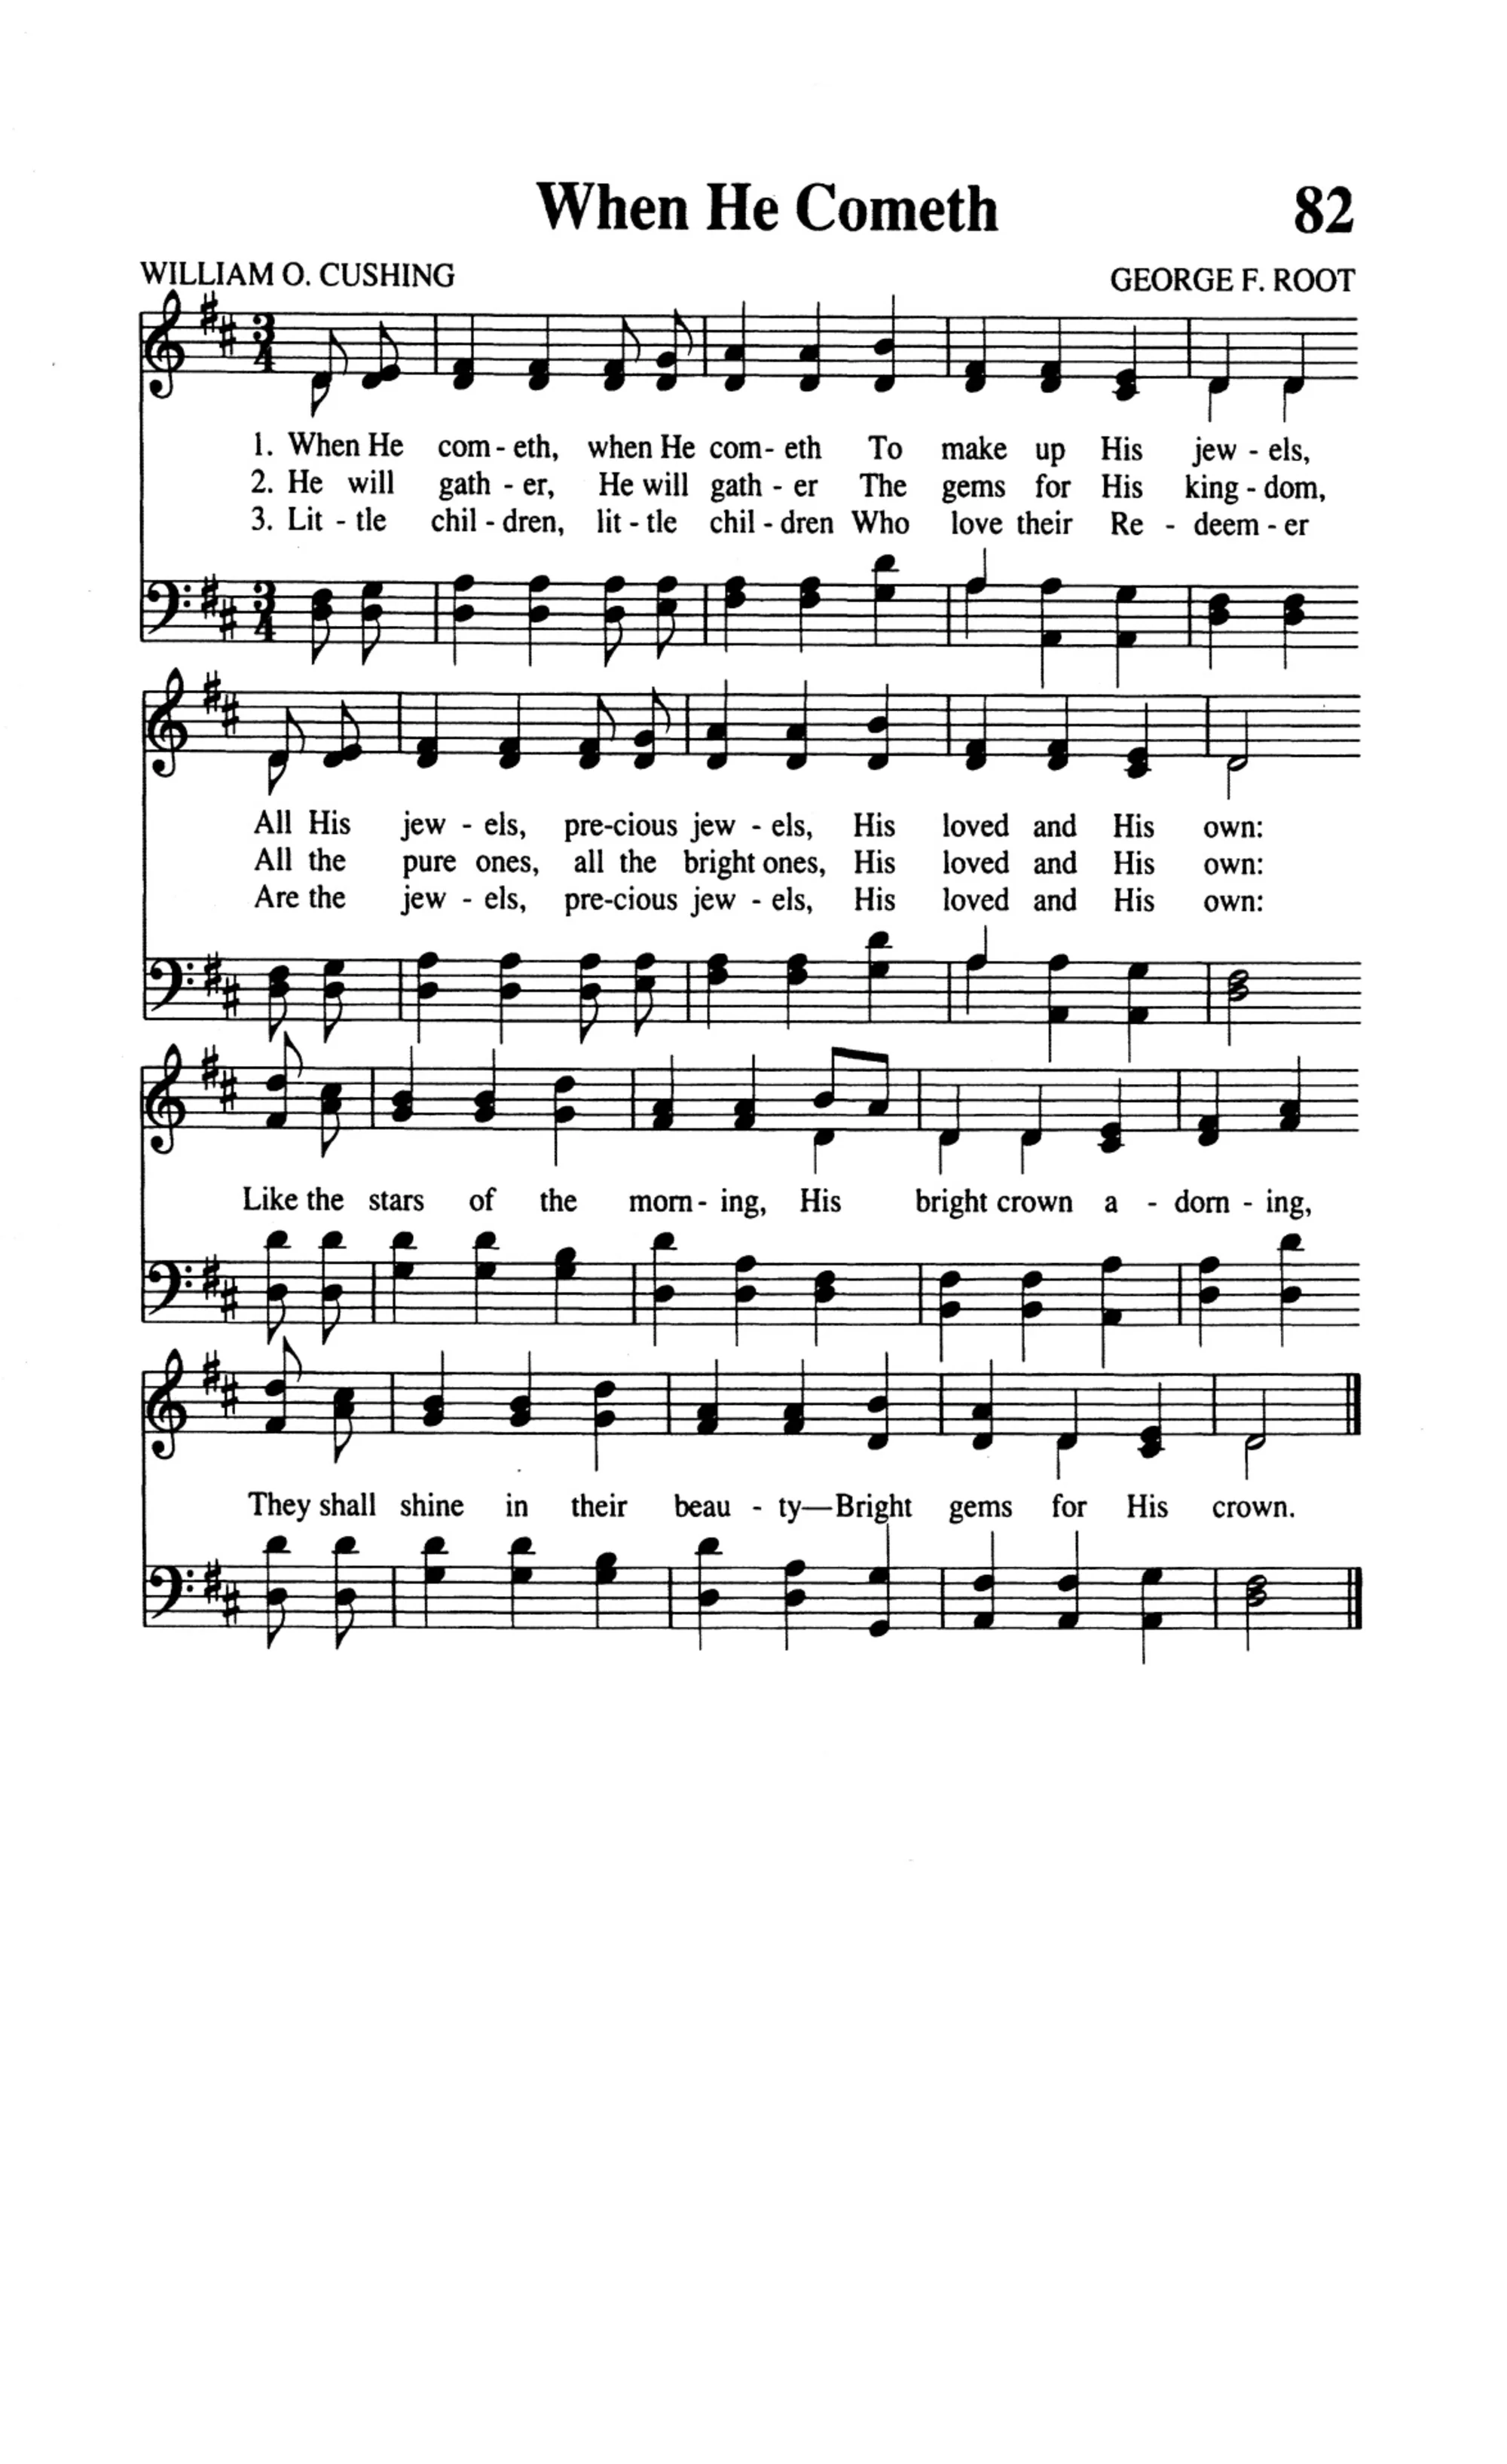 When He Cometh 82
WILLIAM O. CUSHING GEORGE F. ROOT
3 4
1. When He com - eth, when He com - eth To make up His jew - els,
2. He will gath - er, He will gath - er The gems for His king - dom,
3. Lit - tle chil - dren, lit - tle chil - dren Who love their Re - deem - er
3 4
All His jew - els, pre-cious jew - els, His loved and His own:
All the pure ones, all the bright ones, His loved and His own:
Are the jew - els, pre-cious jew - els, His loved and His own:
Like the stars of the morn - ing, His bright crown a - dorn - ing,
They shall shine in their beau - ty—Bright gems for His crown.